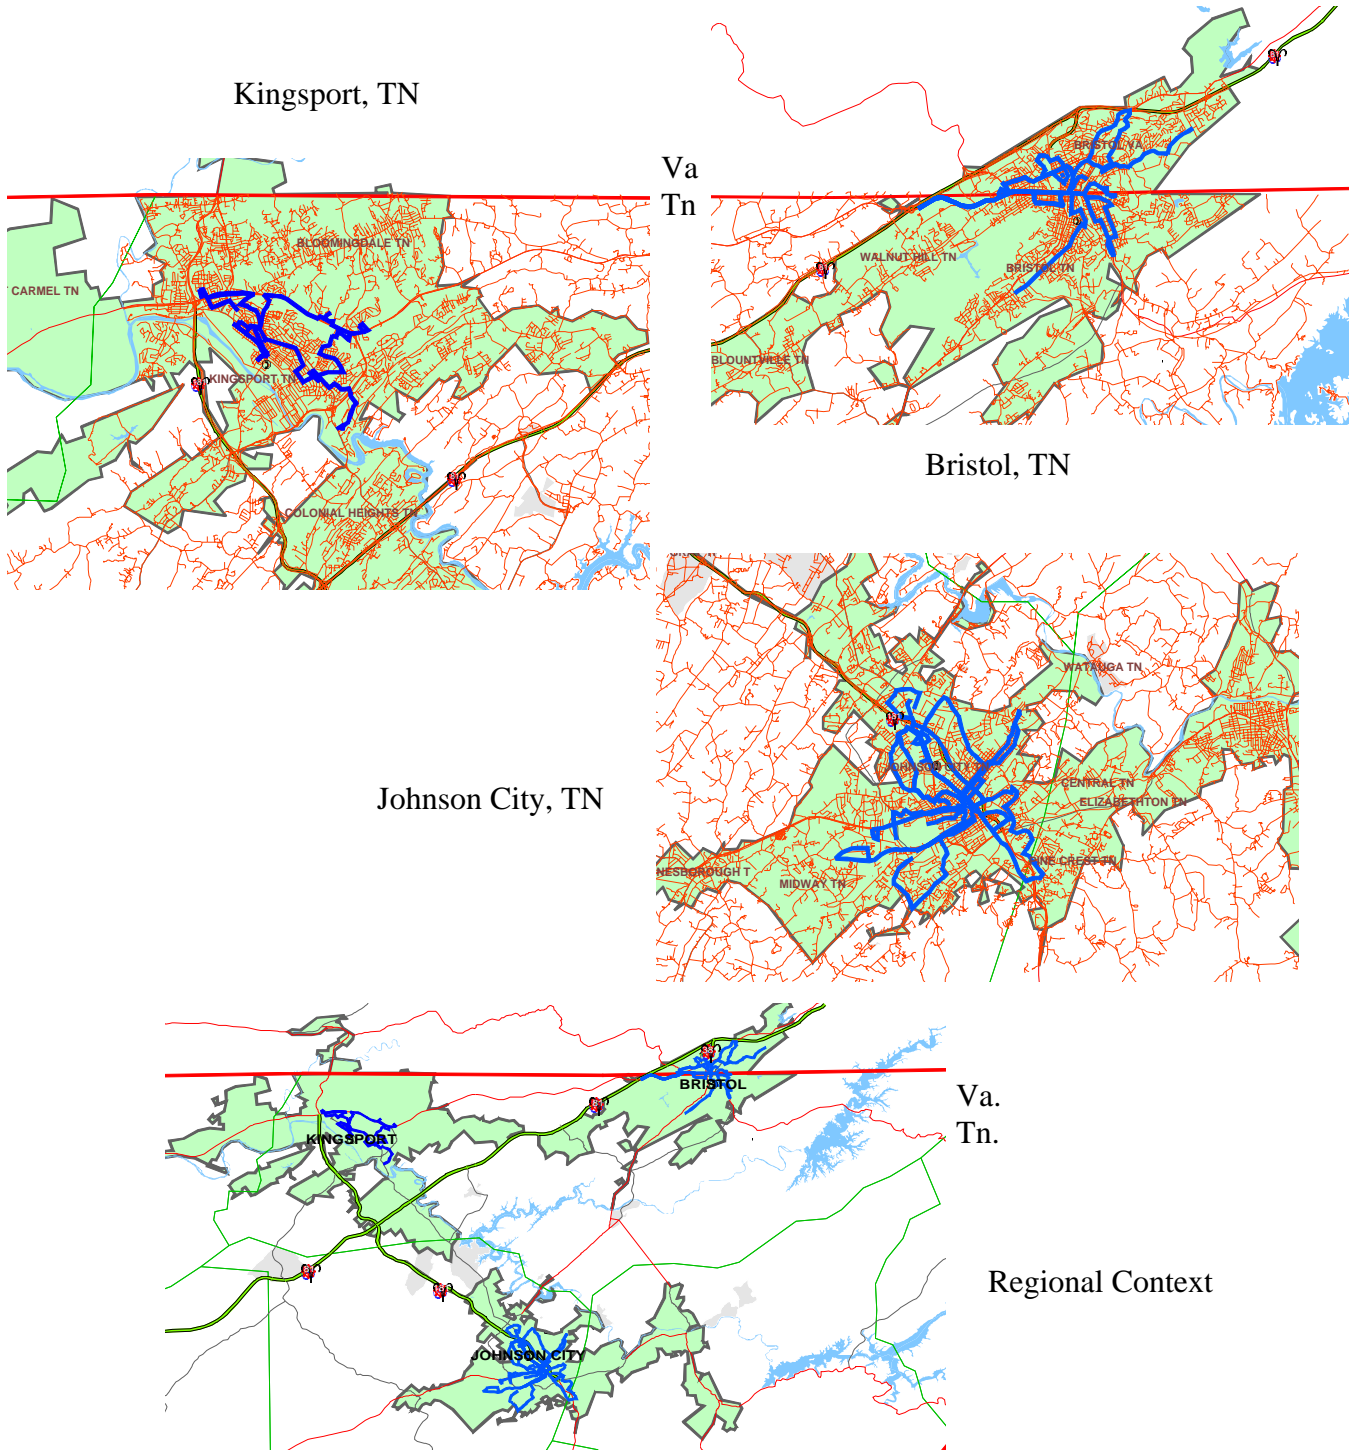 Kingsport, TN
Va
Tn
BRISTOL VA
BLOOMINGDALE TN
WALNUT HILL TN
BRISTOL TN
CARMEL TN
BLOUNTVILLE TN
KINGSPORT TN
Bristol, TN
COLONIAL HEIGHTS TN
WATAUGA TN
JOHNSON CITY
CENTRAL TN
ELIZABETHTON TN
Johnson City, TN
PINE CREST TN
NESBOROUGH T
MIDWAY TN
BRISTOL
Va.
Tn.
KINGSPORT
Regional Context
JOHNSON CITY